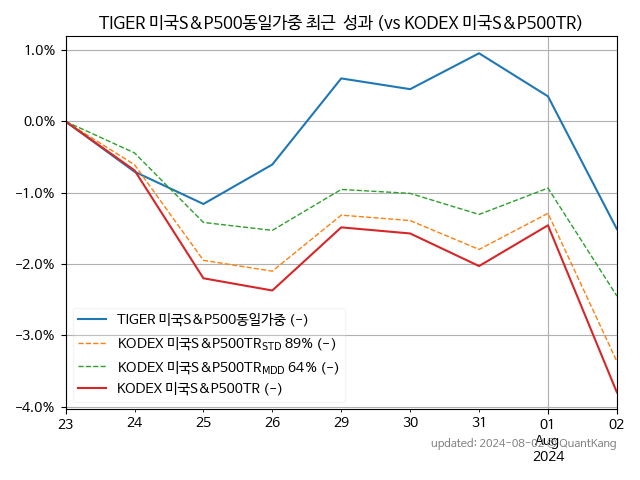 TIGER 미국S&P500동일가중 최근 성과 (vs KODEX 미국S&P500TR)
1.0%
0.0%
-1.0%
-2.0%
-3.0%
-4.0%
TIGER 미국S&P500동일가중 (-)
KODEX 미국S&P500TR_STD 89% (-)
KODEX 미국S&P500TR_MDD 64% (-)
KODEX 미국S&P500TR (-)
23 24 25 26 29 30 31 01 02
Aug
2024
updated: 2024-08-02 @QuantKang